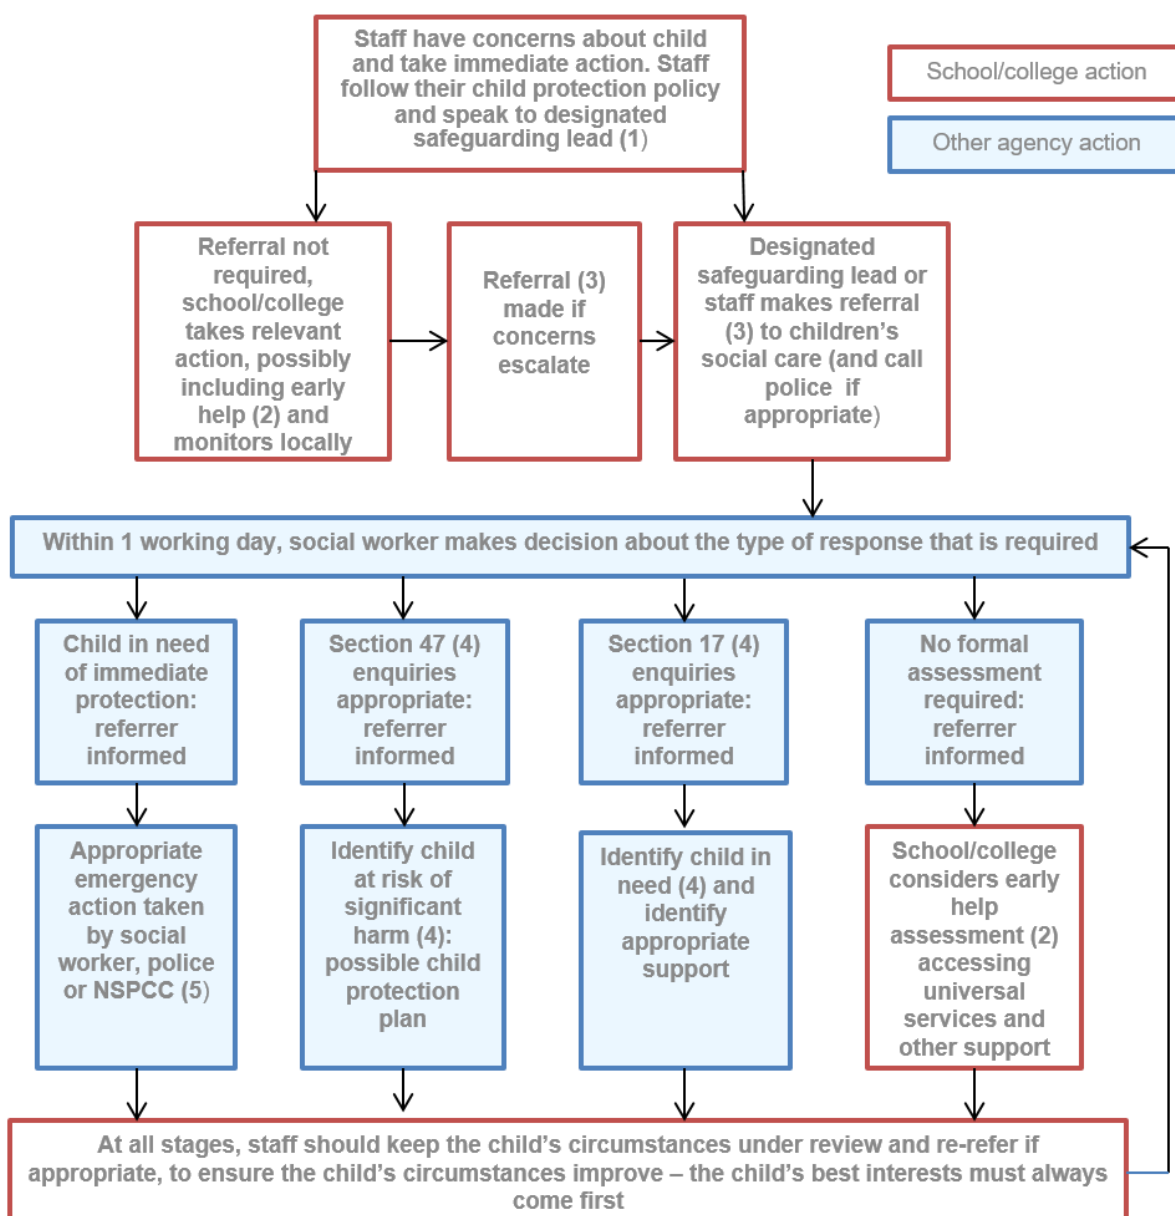 Staff have concerns about child
and take immediate action. Staff
follow their child protection policy
and speak to designated
safeguarding lead (1)
School/college action
Other agency action
Referral not
required,
school/college
takes relevant
action, possibly
including early
help (2) and
monitors locally
Referral (3)
made if
concerns
escalate
Designated
safeguarding lead or
staff makes referral
(3) to children’s
social care (and call
police if
appropriate)
Within 1 working day, social worker makes decision about the type of response that is required
Child in need
of immediate
protection:
referrer
informed
Section 47 (4)
enquiries
appropriate:
referrer
informed
Section 17 (4)
enquiries
appropriate:
referrer
informed
No formal
assessment
required:
referrer
informed
Appropriate
emergency
action taken
by social
worker, police
or NSPCC (5)
Identify child
at risk of
significant
harm (4):
possible child
protection
plan
Identify child in
need (4) and
identify
appropriate
support
School/college
considers early
help
assessment (2)
accessing
universal
services and
other support
At all stages, staff should keep the child’s circumstances under review and re-refer if
appropriate, to ensure the child’s circumstances improve – the child’s best interests must always
come first